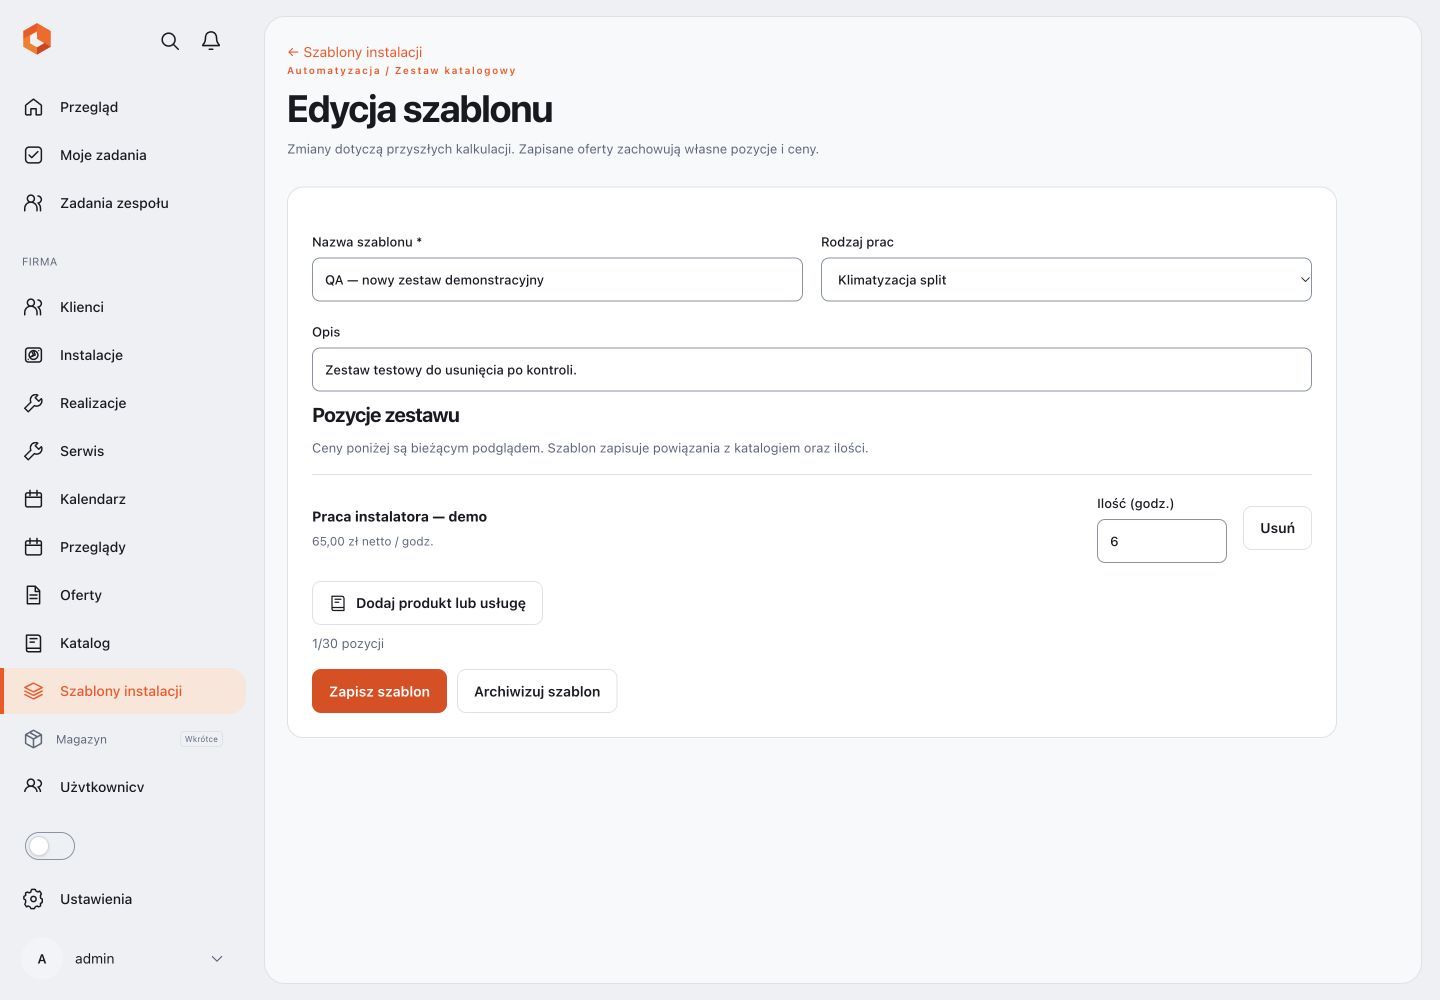 Przegląd
Moje zadania
Zadania zespołu
FIRMA
Klienci
Instalacje
Realizacje
Serwis
Kalendarz
Przeglądy
Oferty
Katalog
Szablony instalacji
Magazyn Wkrótce
Użytkownicy
Ustawienia
A admin
← Szablony instalacji
Automatyzacja / Zestaw katalogowy
Edycja szablonu
Zmiany dotyczą przyszłych kalkulacji. Zapisane oferty zachowują własne pozycje i ceny.
Nazwa szablonu * Rodzaj prac
QA — nowy zestaw demonstracyjny Klimatyzacja split
Opis
Zestaw testowy do usunięcia po kontroli.
Pozycje zestawu
Ceny poniżej są bieżącym podglądem. Szablon zapisuje powiązania z katalogiem oraz ilości.
Praca instalatora — demo
65,00 zł netto / godz.
Ilość (godz.)
6
Usuń
Dodaj produkt lub usługę
1/30 pozycji
Zapisz szablon Archiwizuj szablon